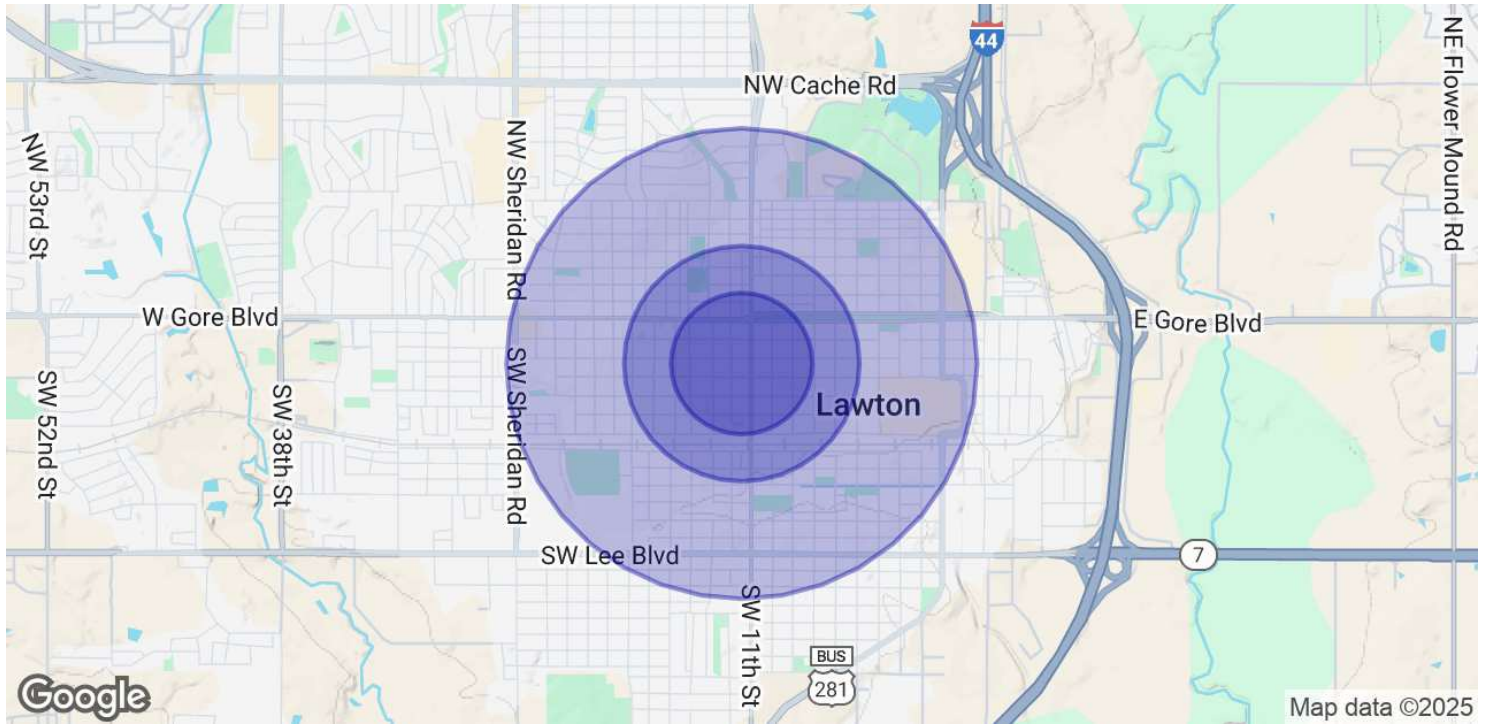 44
NW Cache Rd
NE Flower Mound Rd
NW 53rd St
NW Sheridan Rd
W Gore Blvd
E Gore Blvd
SW 52nd St
SW 38th St
SW Sheridan Rd
Lawton
SW Lee Blvd
7
SW 11th St
BUS
281
Google
Map data ©2025